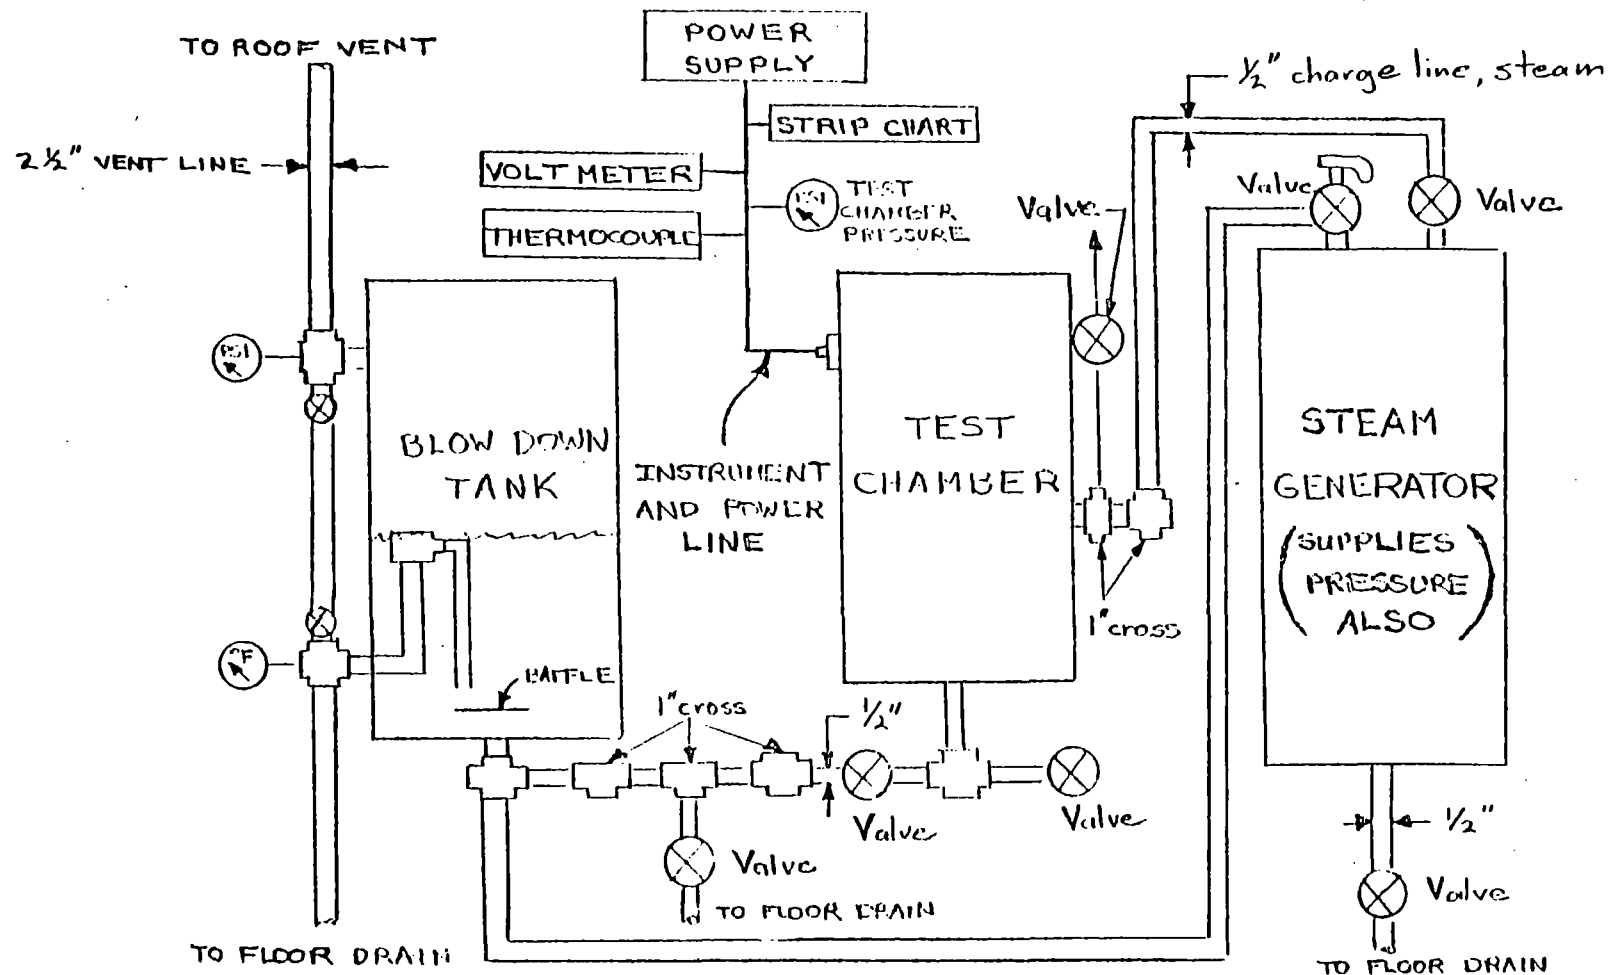 TO ROOF VENT
POWER
SUPPLY
½" charge line, steam
STRIP CHART
2½" VENT LINE
VOLT METER
PSI
TEST
CHAMBER
PRESSURE
Valve
Valve
Valve
THERMOCOUPLE
PSI
BLOW DOWN
TANK
INSTRUMENT
AND POWER
LINE
TEST
CHAMBER
STEAM
GENERATOR
(SUPPLIES
PRESSURE
ALSO)
1" cross
°F
BAFFLE
1" cross
½"
Valve
Valve
Valve
½"
Valve
TO FLOOR DRAIN
TO FLOOR DRAIN
TO FLOOR DRAIN